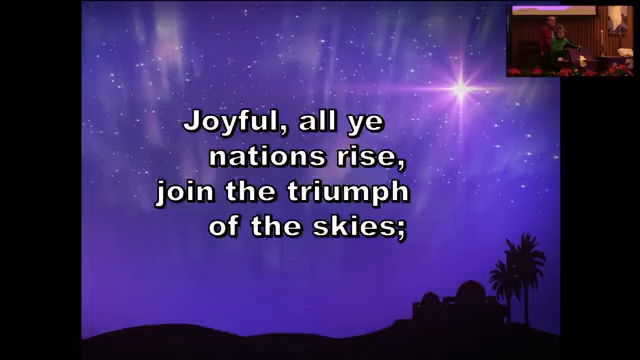 Joyful, all ye
nations rise,
join the triumph
of the skies;